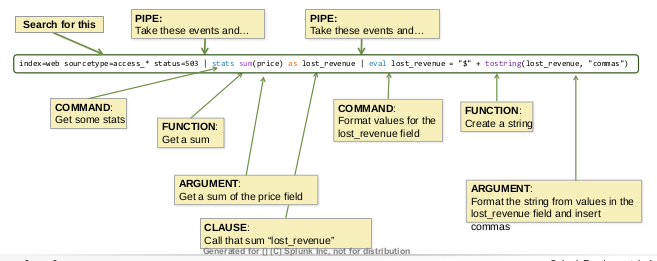 Search for this
PIPE:
Take these events and…
PIPE:
Take these events and…
index=web sourcetype=access_* status=503 | stats sum(price) as lost_revenue | eval lost_revenue = "$" + tostring(lost_revenue, "commas")
COMMAND:
Get some stats
FUNCTION:
Get a sum
COMMAND:
Format values for the
lost_revenue field
FUNCTION:
Create a string
ARGUMENT:
Get a sum of the price field
ARGUMENT:
Format the string from values in the
lost_revenue field and insert
commas
CLAUSE:
Call that sum “lost_revenue”
Generated for () (C) Splunk Inc, not for distribution